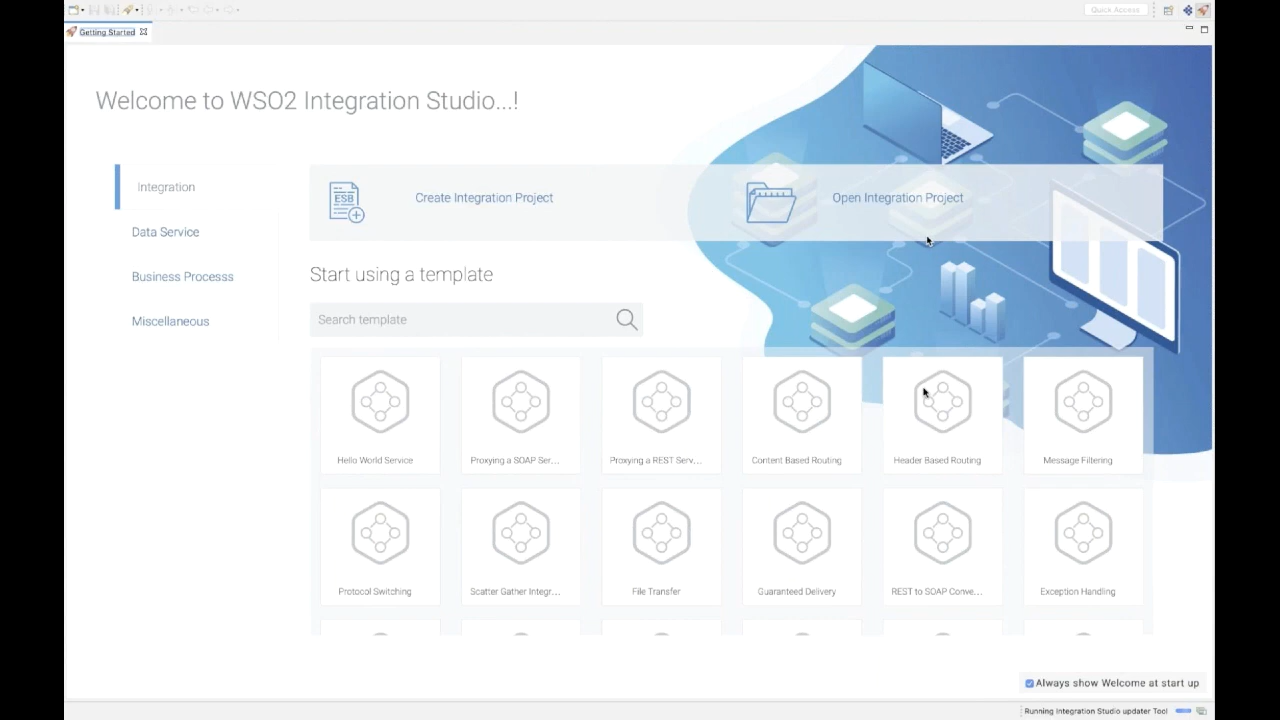 Quick Access
Getting Started
Welcome to WSO2 Integration Studio...!
Integration
Data Service
Business Processs
Miscellaneous
ESB
Create Integration Project
Open Integration Project
Start using a template
Search template
Hello World Service
Proxying a SOAP Ser...
Proxying a REST Serv...
Content Based Routing
Header Based Routing
Message Filtering
Protocol Switching
Scatter Gather Integr...
File Transfer
Guaranteed Delivery
REST to SOAP Conve...
Exception Handling
Always show Welcome at start up
Running Integration Studio updater Tool